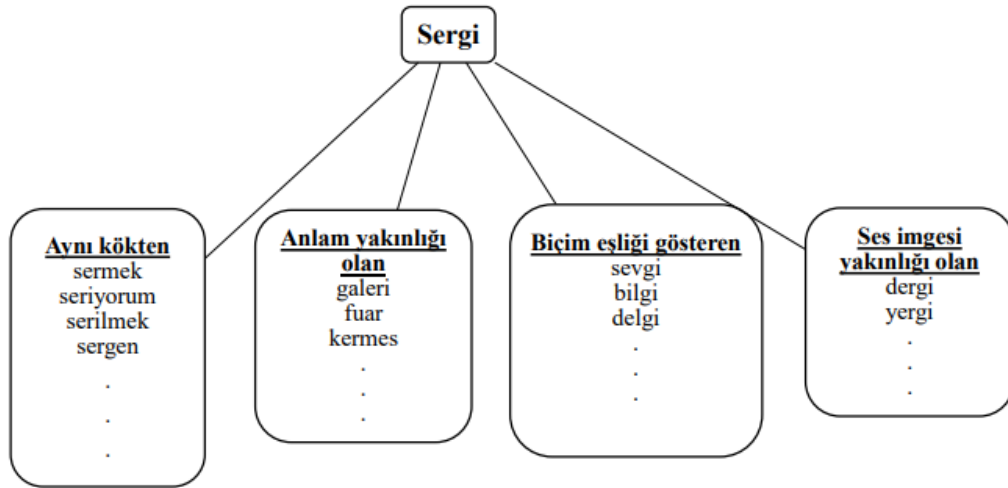 Sergi
Aynı kökten
sermek
seriyorum
serilmek
sergen
.
.
.
Anlam yakınlığı
olan
galeri
fuar
kermes
.
.
.
Biçim eşliği gösteren
sevgi
bilgi
delgi
.
.
.
Ses imgesi
yakınlığı olan
dergi
yergi
.
.
.